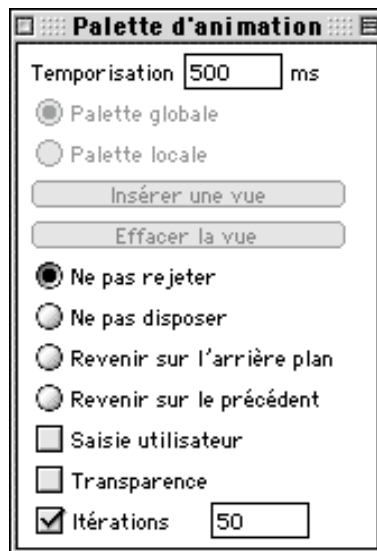 Palette d'animation
Temporisation 500 ms
Palette globale
Palette locale
Insérer une vue
Effacer la vue
Ne pas rejeter
Ne pas disposer
Revenir sur l'arrière plan
Revenir sur le précédent
Saisie utilisateur
Transparence
Itérations 50